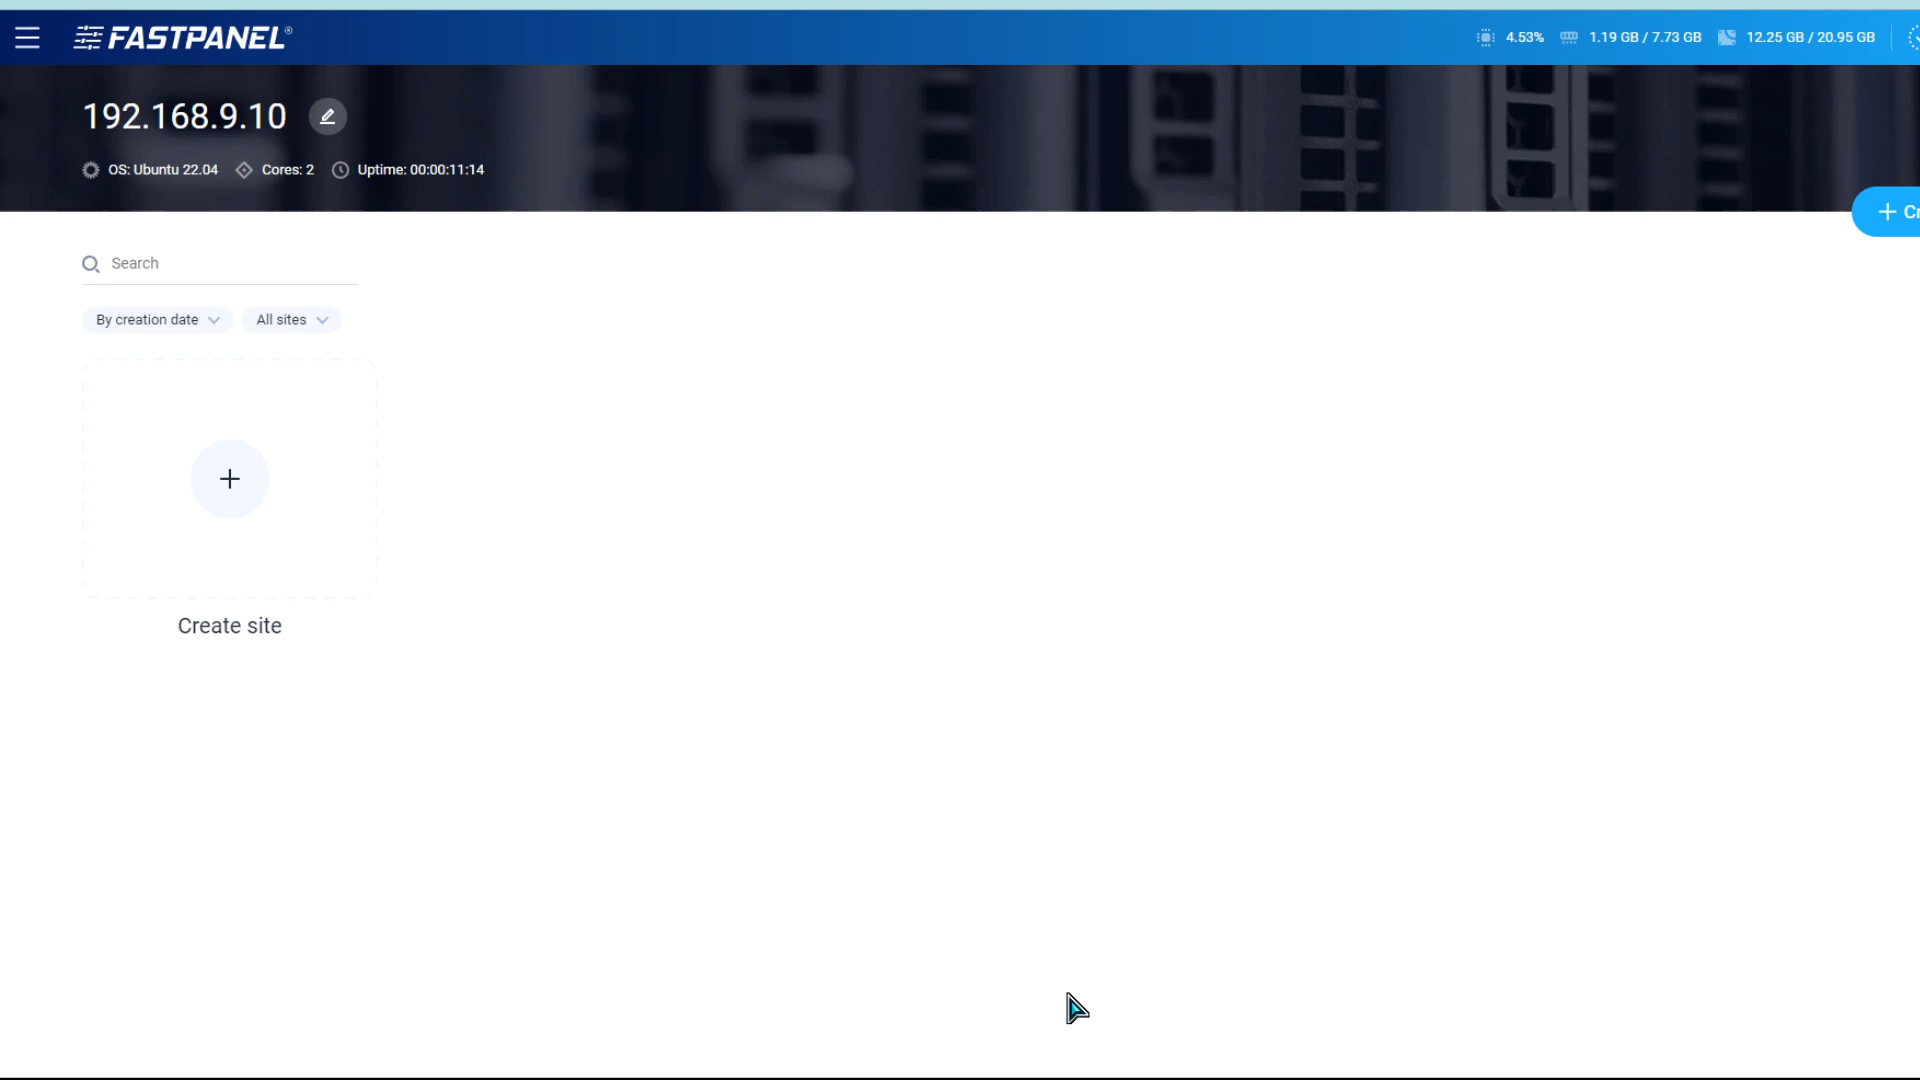 FASTPANEL®
4.53% 1.19 GB / 7.73 GB 12.25 GB / 20.95 GB
192.168.9.10
OS: Ubuntu 22.04 Cores: 2 Uptime: 00:00:11:14
+ Cr
Search
By creation date All sites
+
Create site